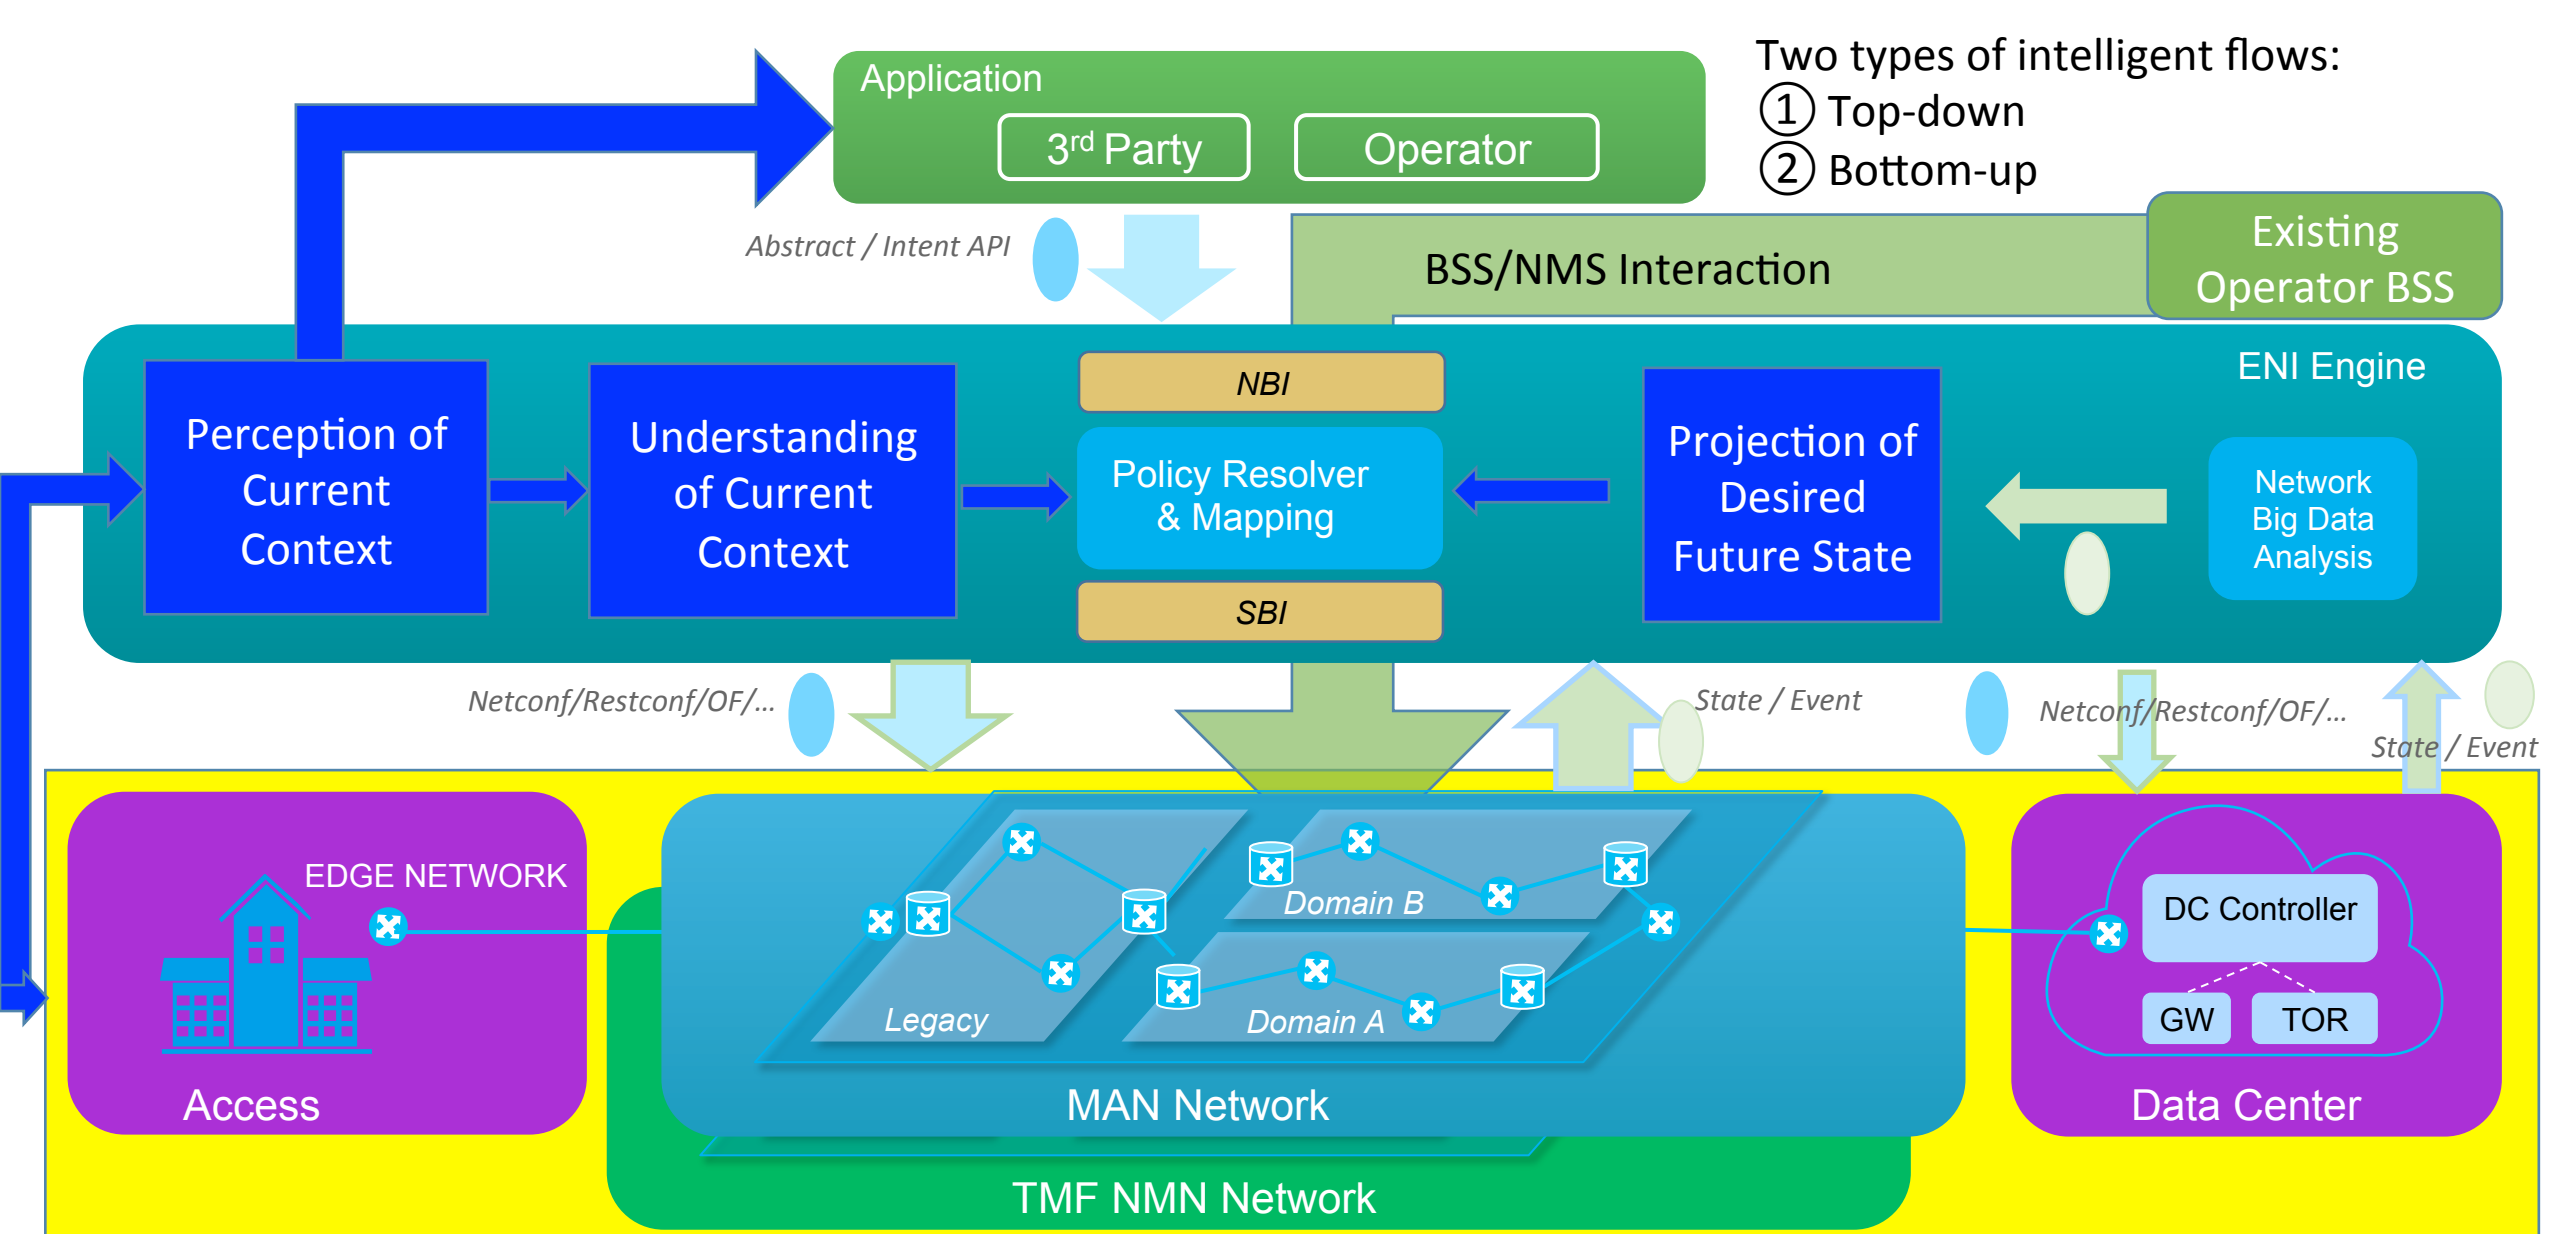 Two types of intelligent flows:
① Top-down
② Bottom-up
Application
3rd Party
Operator
Abstract / Intent API
BSS/NMS Interaction
Existing
Operator BSS
ENI Engine
Perception of
Current
Context
Understanding
of Current
Context
NBI
Policy Resolver
& Mapping
SBI
Projection of
Desired
Future State
Network
Big Data
Analysis
Netconf/Restconf/OF/...
State / Event
Netconf/Restconf/OF/...
State / Event
EDGE NETWORK
Access
Legacy
Domain B
Domain A
MAN Network
TMF NMN Network
DC Controller
GW
TOR
Data Center